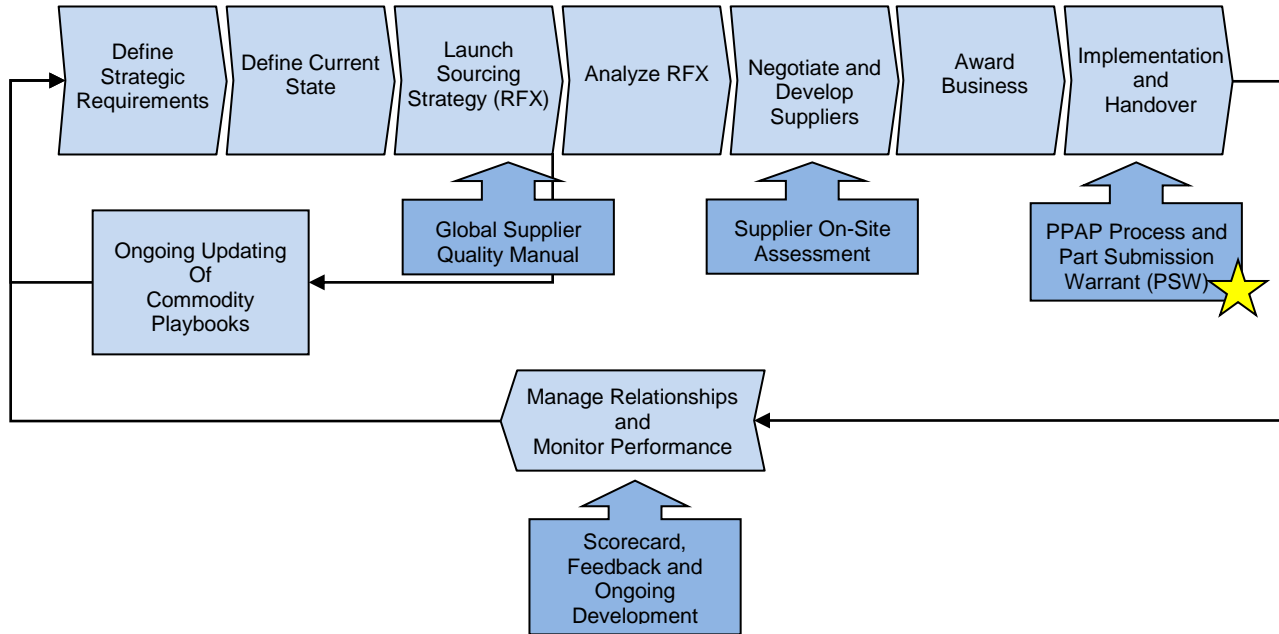 Define
Strategic
Requirements
Define Current
State
Launch
Sourcing
Strategy (RFX)
Analyze RFX
Negotiate and
Develop
Suppliers
Award
Business
Implementation
and
Handover
Global Supplier
Quality Manual
Supplier On-Site
Assessment
PPAP Process and
Part Submission
Warrant (PSW)
Ongoing Updating
Of
Commodity
Playbooks
Manage Relationships
and
Monitor Performance
Scorecard,
Feedback and
Ongoing
Development